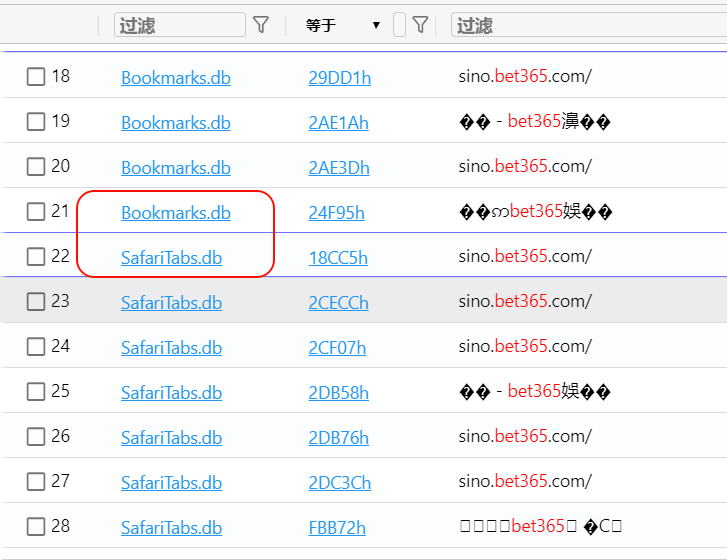 过滤 等于 ▼ 过滤
18 Bookmarks.db 29DD1h sino.bet365.com/
19 Bookmarks.db 2AE1Ah �� - bet365濞��
20 Bookmarks.db 2AE3Dh sino.bet365.com/
21 Bookmarks.db 24F95h ��bet365娱��
22 SafariTabs.db 18CC5h sino.bet365.com/
23 SafariTabs.db 2CECCh sino.bet365.com/
24 SafariTabs.db 2CF07h sino.bet365.com/
25 SafariTabs.db 2DB58h �� - bet365娱��
26 SafariTabs.db 2DB76h sino.bet365.com/
27 SafariTabs.db 2DC3Ch sino.bet365.com/
28 SafariTabs.db FBB72h bet365 �C